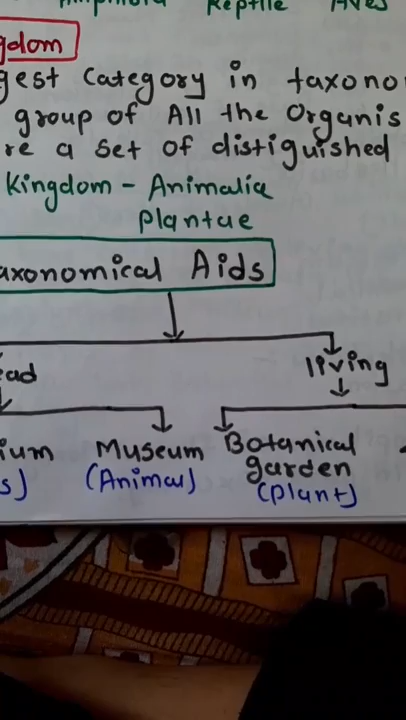 Reptile Aves
gdom
gest Category in taxono
group of All the Organis
re a set of distiguished
Kingdom - Animalia
Plantae
axonomical Aids
ead
living
ium Museum Botanical
garden
s) (Animal) (Plant)